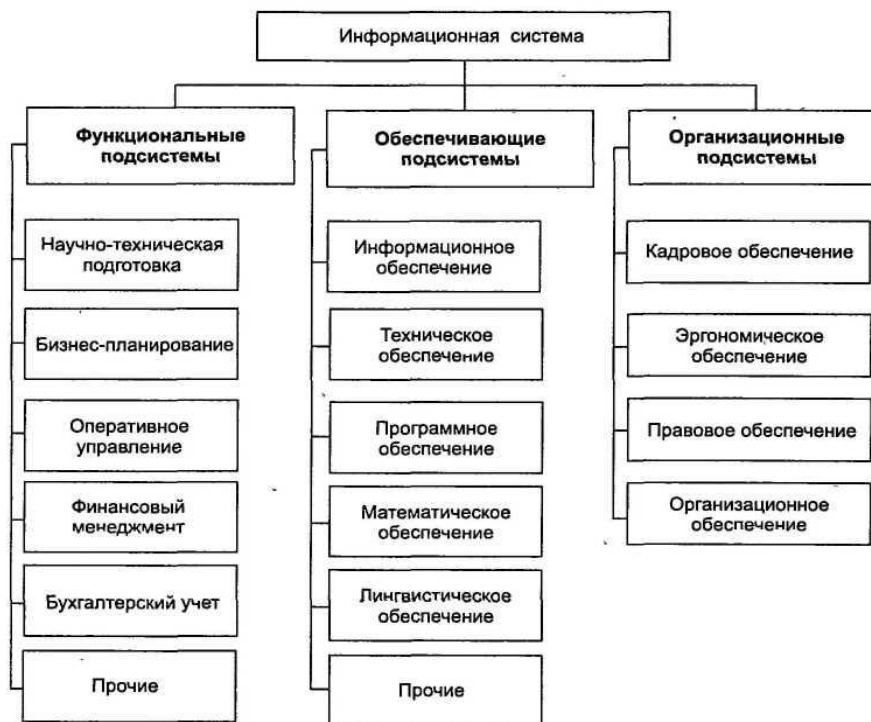 Информационная система
Функциональные
подсистемы
Научно-техническая
подготовка
Бизнес-планирование
Оперативное
управление
Финансовый
менеджмент
Бухгалтерский учет
Прочие
Обеспечивающие
подсистемы
Информационное
обеспечение
Техническое
обеспечение
Программное
обеспечение
Математическое
обеспечение
Лингвистическое
обеспечение
Прочие
Организационные
подсистемы
Кадровое обеспечение
Эргономическое
обеспечение
Правовое обеспечение
Организационное
обеспечение